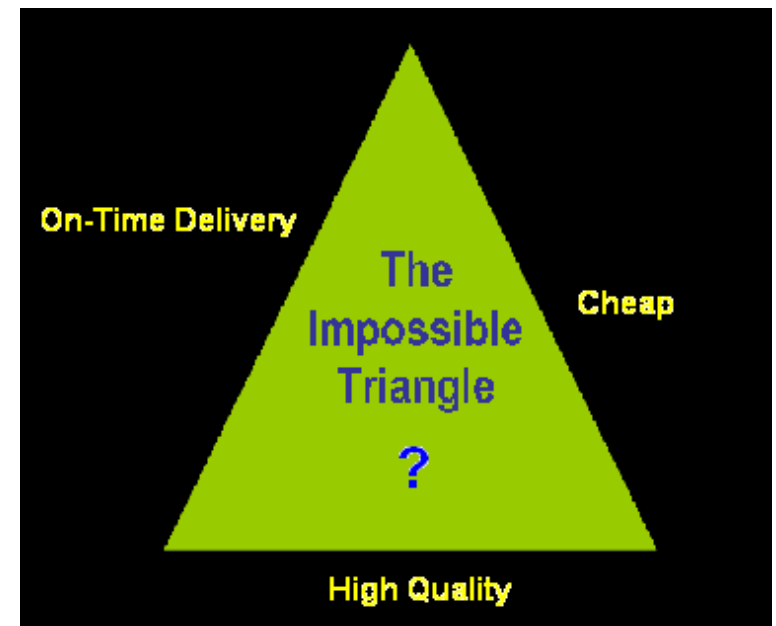 On-Time Delivery
The
Impossible
Triangle
?
Cheap
High Quality